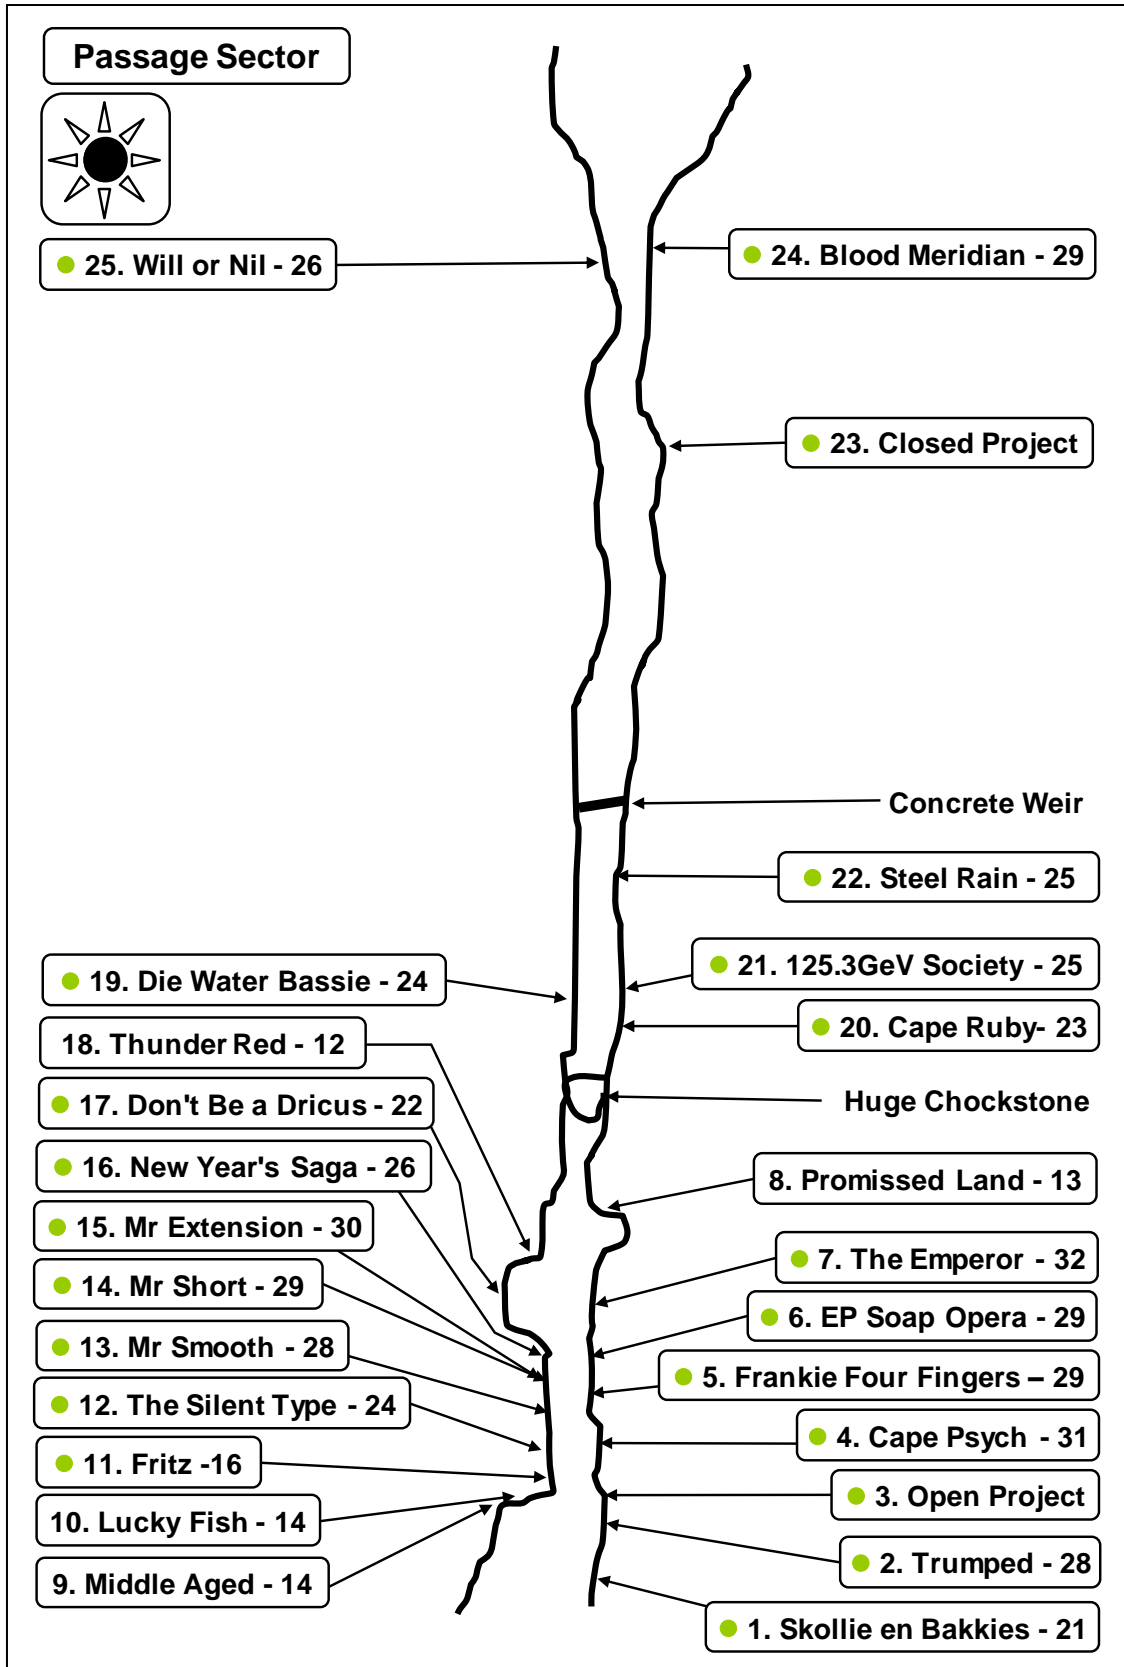 Passage Sector
25. Will or Nil - 26
24. Blood Meridian - 29
23. Closed Project
Concrete Weir
22. Steel Rain - 25
21. 125.3GeV Society - 25
19. Die Water Bassie - 24
20. Cape Ruby- 23
18. Thunder Red - 12
Huge Chockstone
17. Don't Be a Dricus - 22
16. New Year's Saga - 26
8. Promissed Land - 13
15. Mr Extension - 30
7. The Emperor - 32
14. Mr Short - 29
6. EP Soap Opera - 29
13. Mr Smooth - 28
5. Frankie Four Fingers – 29
12. The Silent Type - 24
4. Cape Psych - 31
11. Fritz -16
3. Open Project
10. Lucky Fish - 14
2. Trumped - 28
9. Middle Aged - 14
1. Skollie en Bakkies - 21